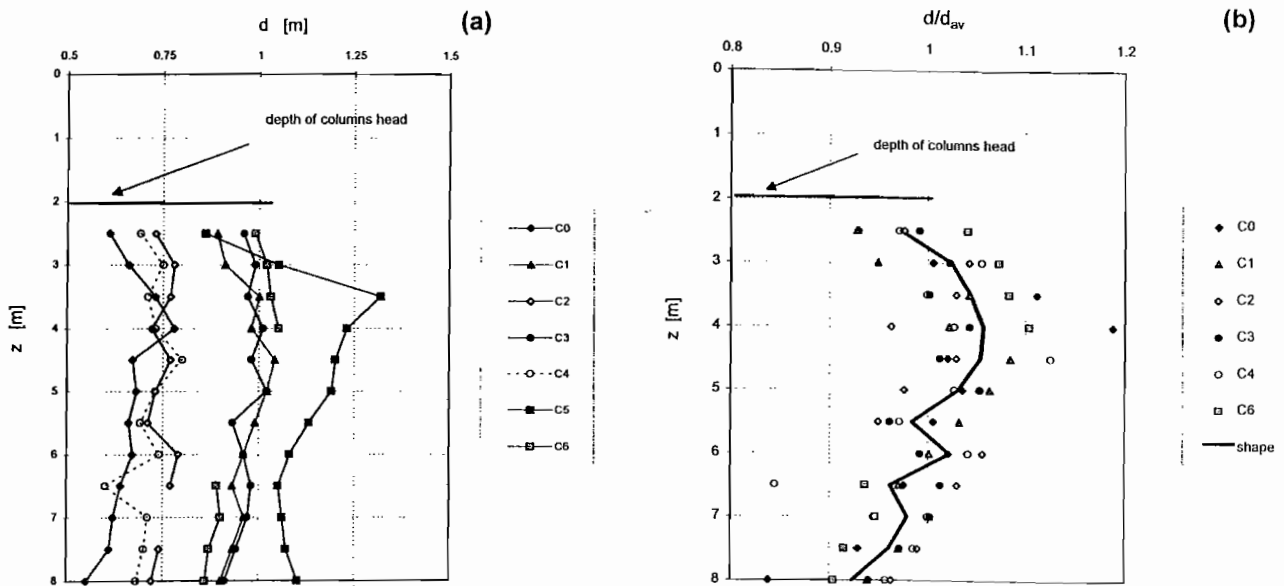 d [m]
(a)
0.5 0.75 1 1.25 1.5
0
1
2
3
4
5
6
7
8
z [m]
depth of columns head
C0
C1
C2
C3
C4
C5
C6
d/dav
(b)
0.8 0.9 1 1.1 1.2
0
1
2
3
4
5
6
7
8
z [m]
depth of columns head
C0
C1
C2
C3
C4
C6
shape